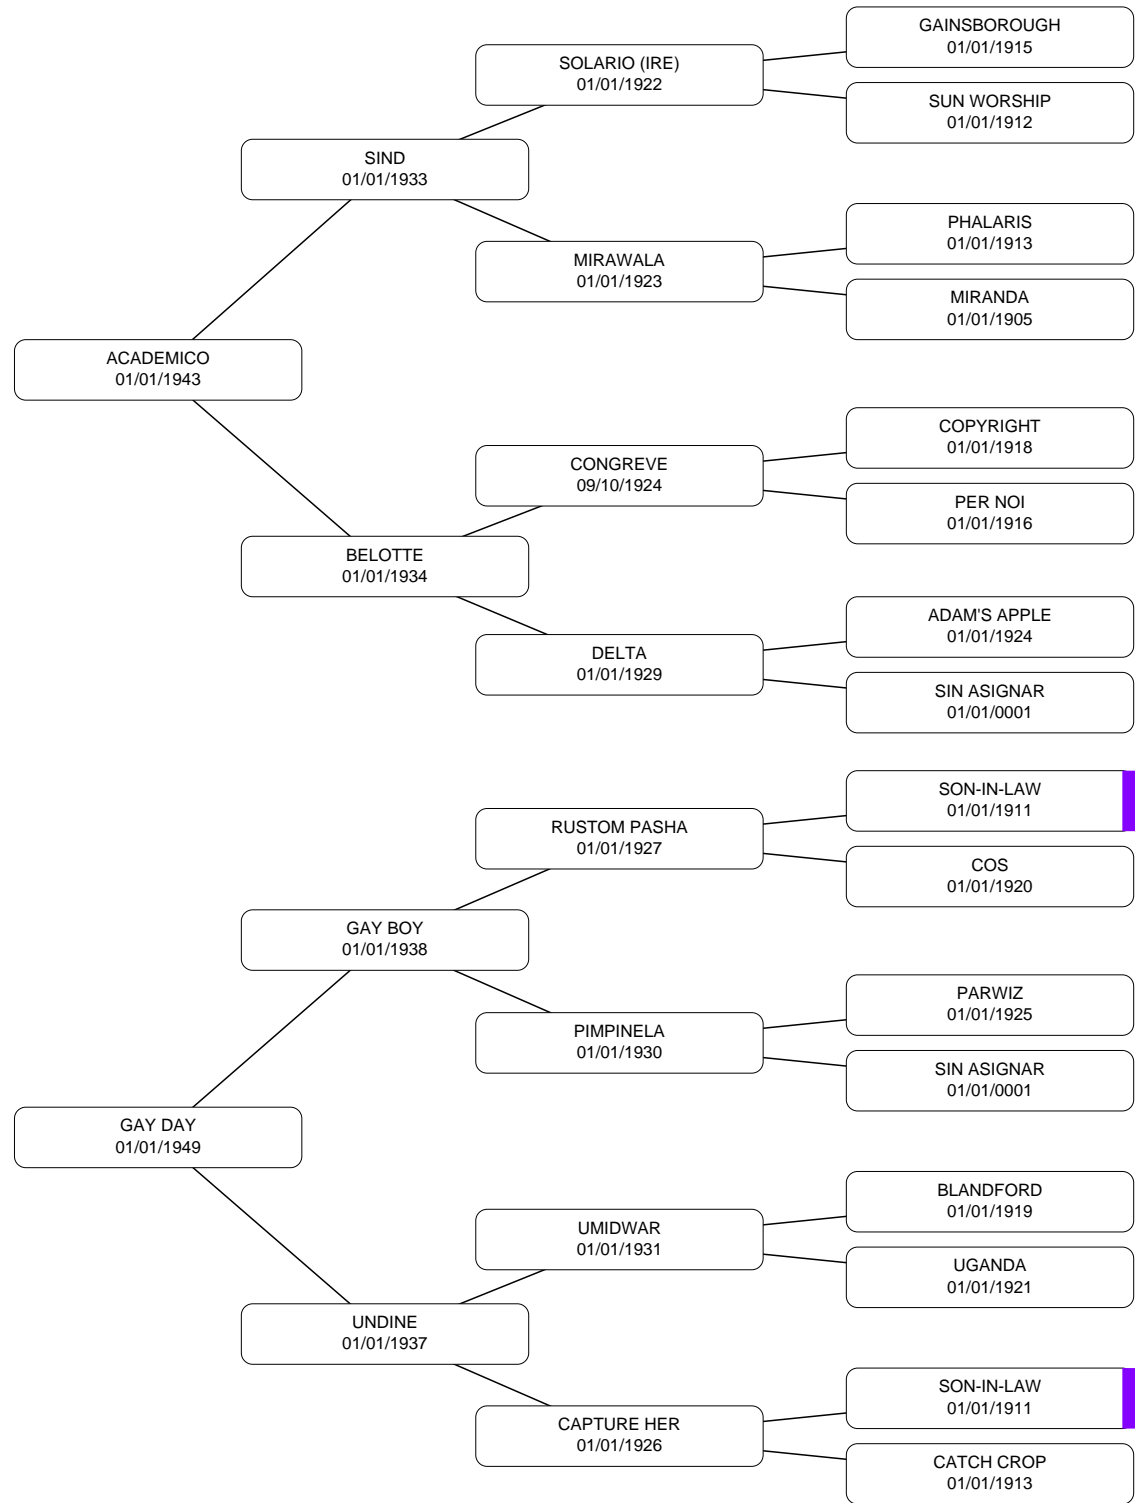 GAINSBOROUGH
01/01/1915
SOLARIO (IRE)
01/01/1922
SUN WORSHIP
01/01/1912
SIND
01/01/1933
PHALARIS
01/01/1913
MIRAWALA
01/01/1923
MIRANDA
01/01/1905
ACADEMICO
01/01/1943
COPYRIGHT
01/01/1918
CONGREVE
09/10/1924
PER NOI
01/01/1916
BELOTTE
01/01/1934
ADAM'S APPLE
01/01/1924
DELTA
01/01/1929
SIN ASIGNAR
01/01/0001
SON-IN-LAW
01/01/1911
RUSTOM PASHA
01/01/1927
COS
01/01/1920
GAY BOY
01/01/1938
PARWIZ
01/01/1925
PIMPINELA
01/01/1930
SIN ASIGNAR
01/01/0001
GAY DAY
01/01/1949
BLANDFORD
01/01/1919
UMIDWAR
01/01/1931
UGANDA
01/01/1921
UNDINE
01/01/1937
SON-IN-LAW
01/01/1911
CAPTURE HER
01/01/1926
CATCH CROP
01/01/1913